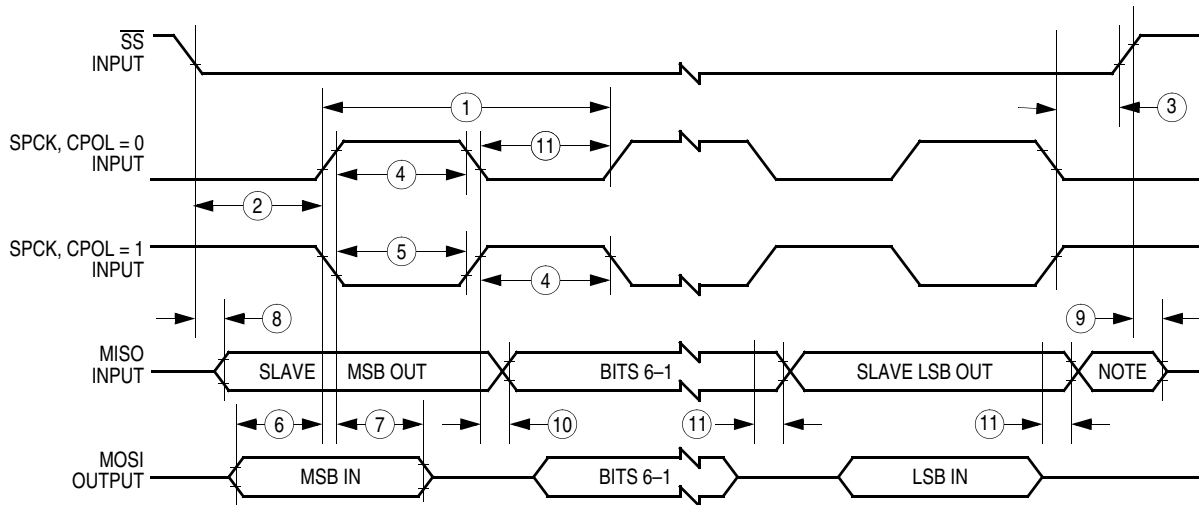 SS
INPUT
1
3
SPCK, CPOL = 0
INPUT
11
4
2
SPCK, CPOL = 1
INPUT
5
4
8
9
MISO
INPUT
SLAVE MSB OUT
BITS 6–1
SLAVE LSB OUT
NOTE
6
7
10
11
11
MOSI
OUTPUT
MSB IN
BITS 6–1
LSB IN